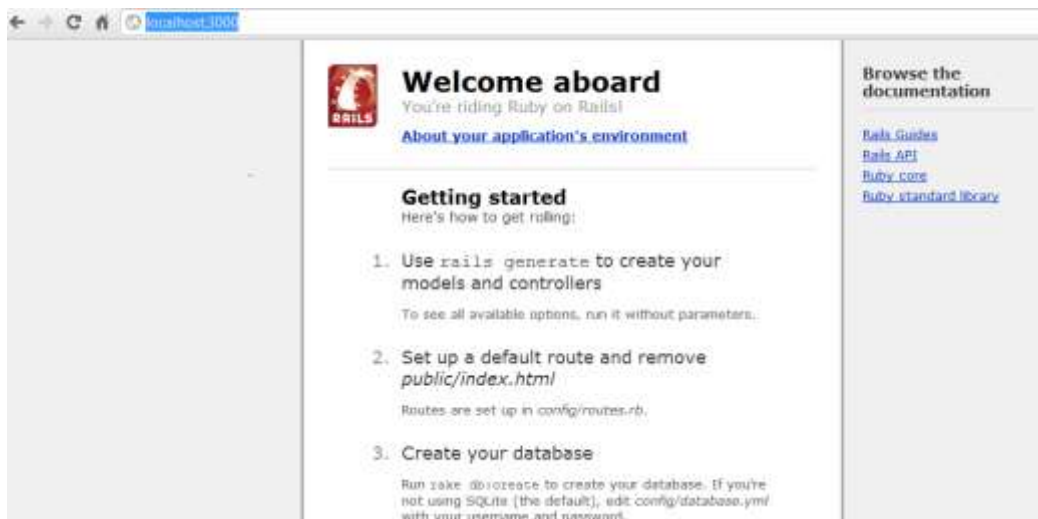 localhost:3000
RAILS
Welcome aboard
You're riding Ruby on Rails!
About your application's environment
Getting started
Here's how to get rolling:
1. Use rails generate to create your
models and controllers
To see all available options, run it without parameters.
2. Set up a default route and remove
public/index.html
Routes are set up in config/routes.rb.
3. Create your database
Run rake db:create to create your database. If you're
not using SQLite (the default), edit config/database.yml
with your username and password.
Browse the
documentation
Rails Guides
Rails API
Ruby core
Ruby standard library